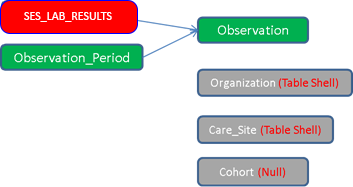 SES_LAB_RESULTS
Observation
Observation_Period
Organization (Table Shell)
Care_Site (Table Shell)
Cohort (Null)